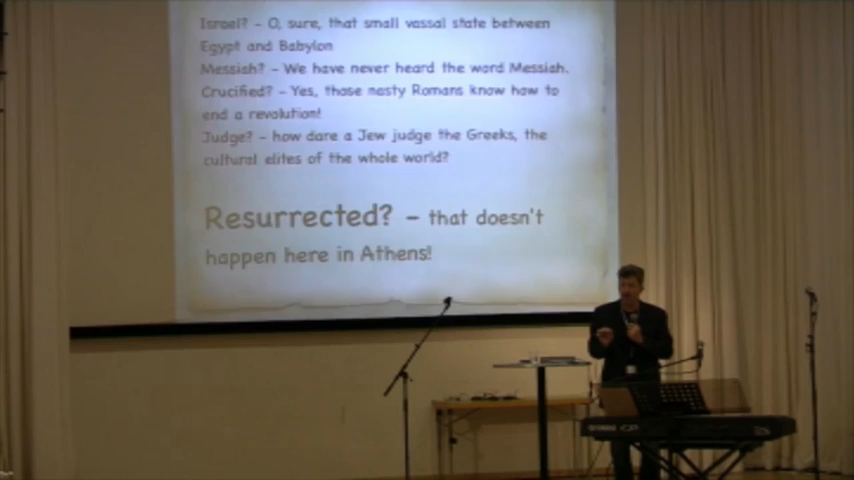 Israel? – O, sure, that small vassal state between
Egypt and Babylon
Messiah? – We have never heard the word Messiah.
Crucified? – Yes, those nasty Romans know how to
end a revolution!
Judge? – how dare a Jew judge the Greeks, the
cultural elites of the whole world?
Resurrected? – that doesn't
happen here in Athens!
YAMAHA